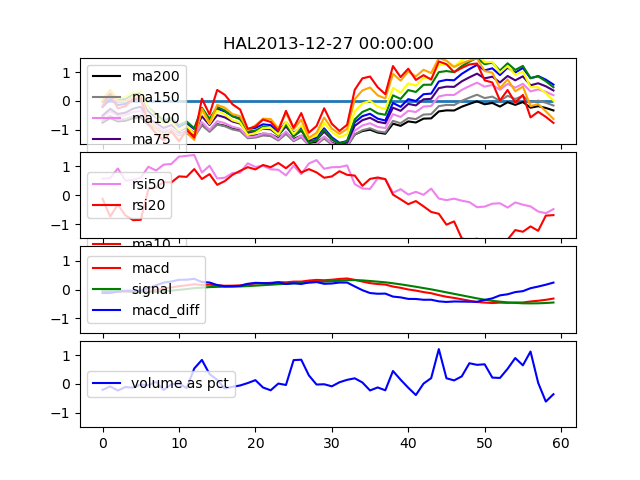 HAL2013-12-27 00:00:00
1
0
−1
ma200
ma150
ma100
ma75
1
0
−1
rsi50
rsi20
ma10
1
0
−1
macd
signal
macd_diff
1
0
−1
volume as pct
0 10 20 30 40 50 60